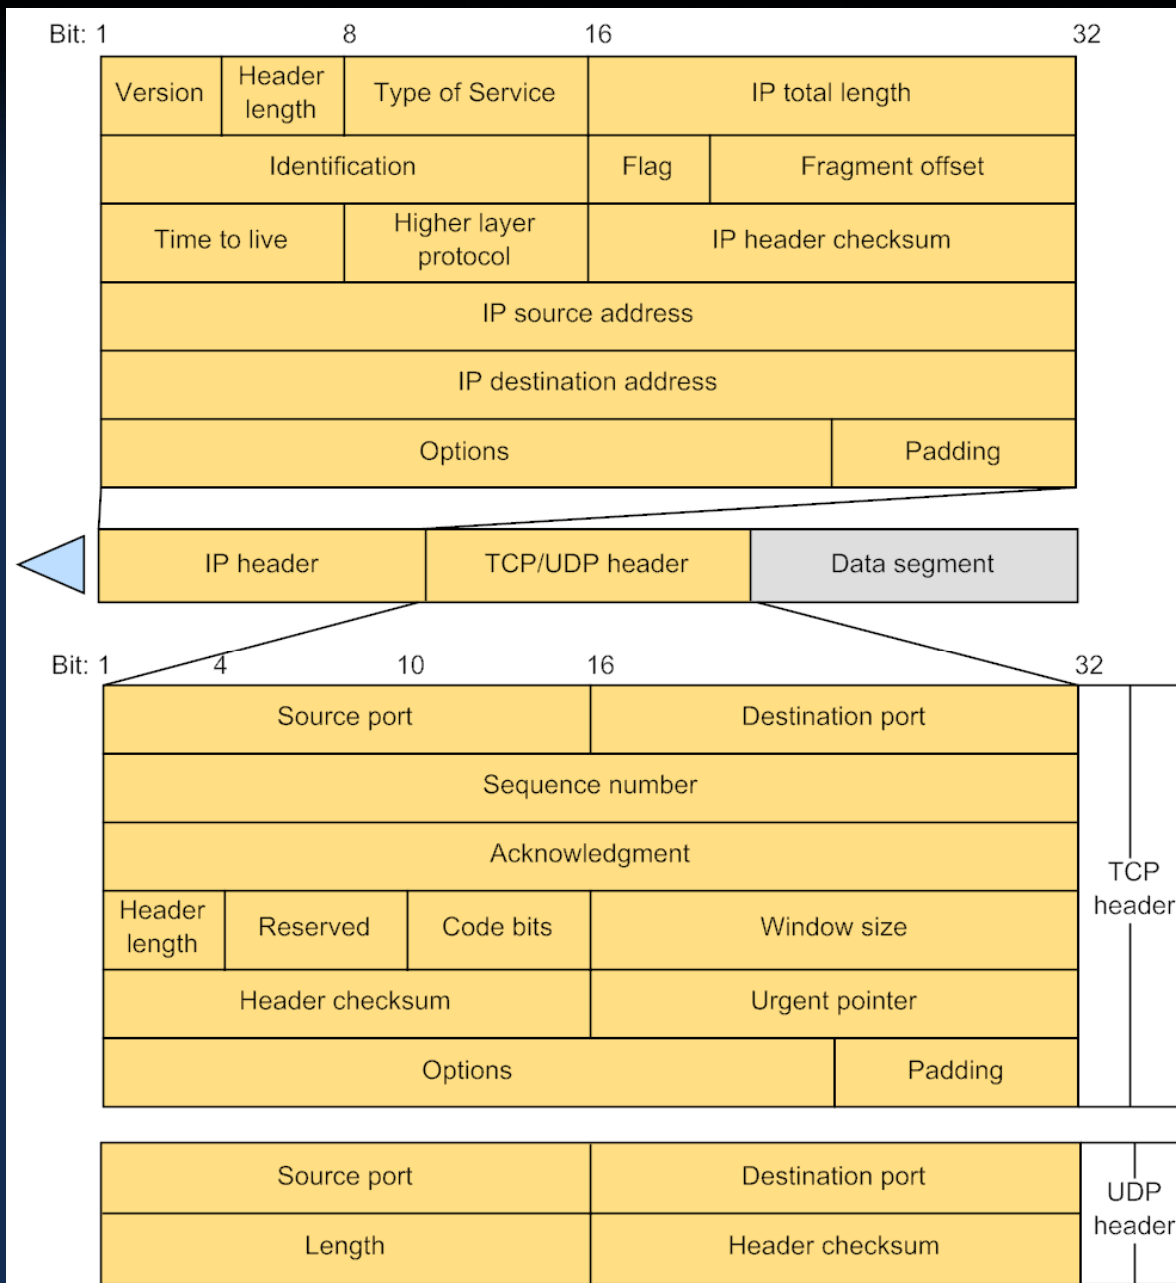 Bit: 1 8 16 32
Version Header length Type of Service IP total length
Identification Flag Fragment offset
Time to live Higher layer protocol IP header checksum
IP source address
IP destination address
Options Padding
IP header TCP/UDP header Data segment
Bit: 1 4 10 16 32
Source port Destination port
Sequence number
Acknowledgment
TCP header
Header length Reserved Code bits Window size
Header checksum Urgent pointer
Options Padding
Source port Destination port
UDP header
Length Header checksum